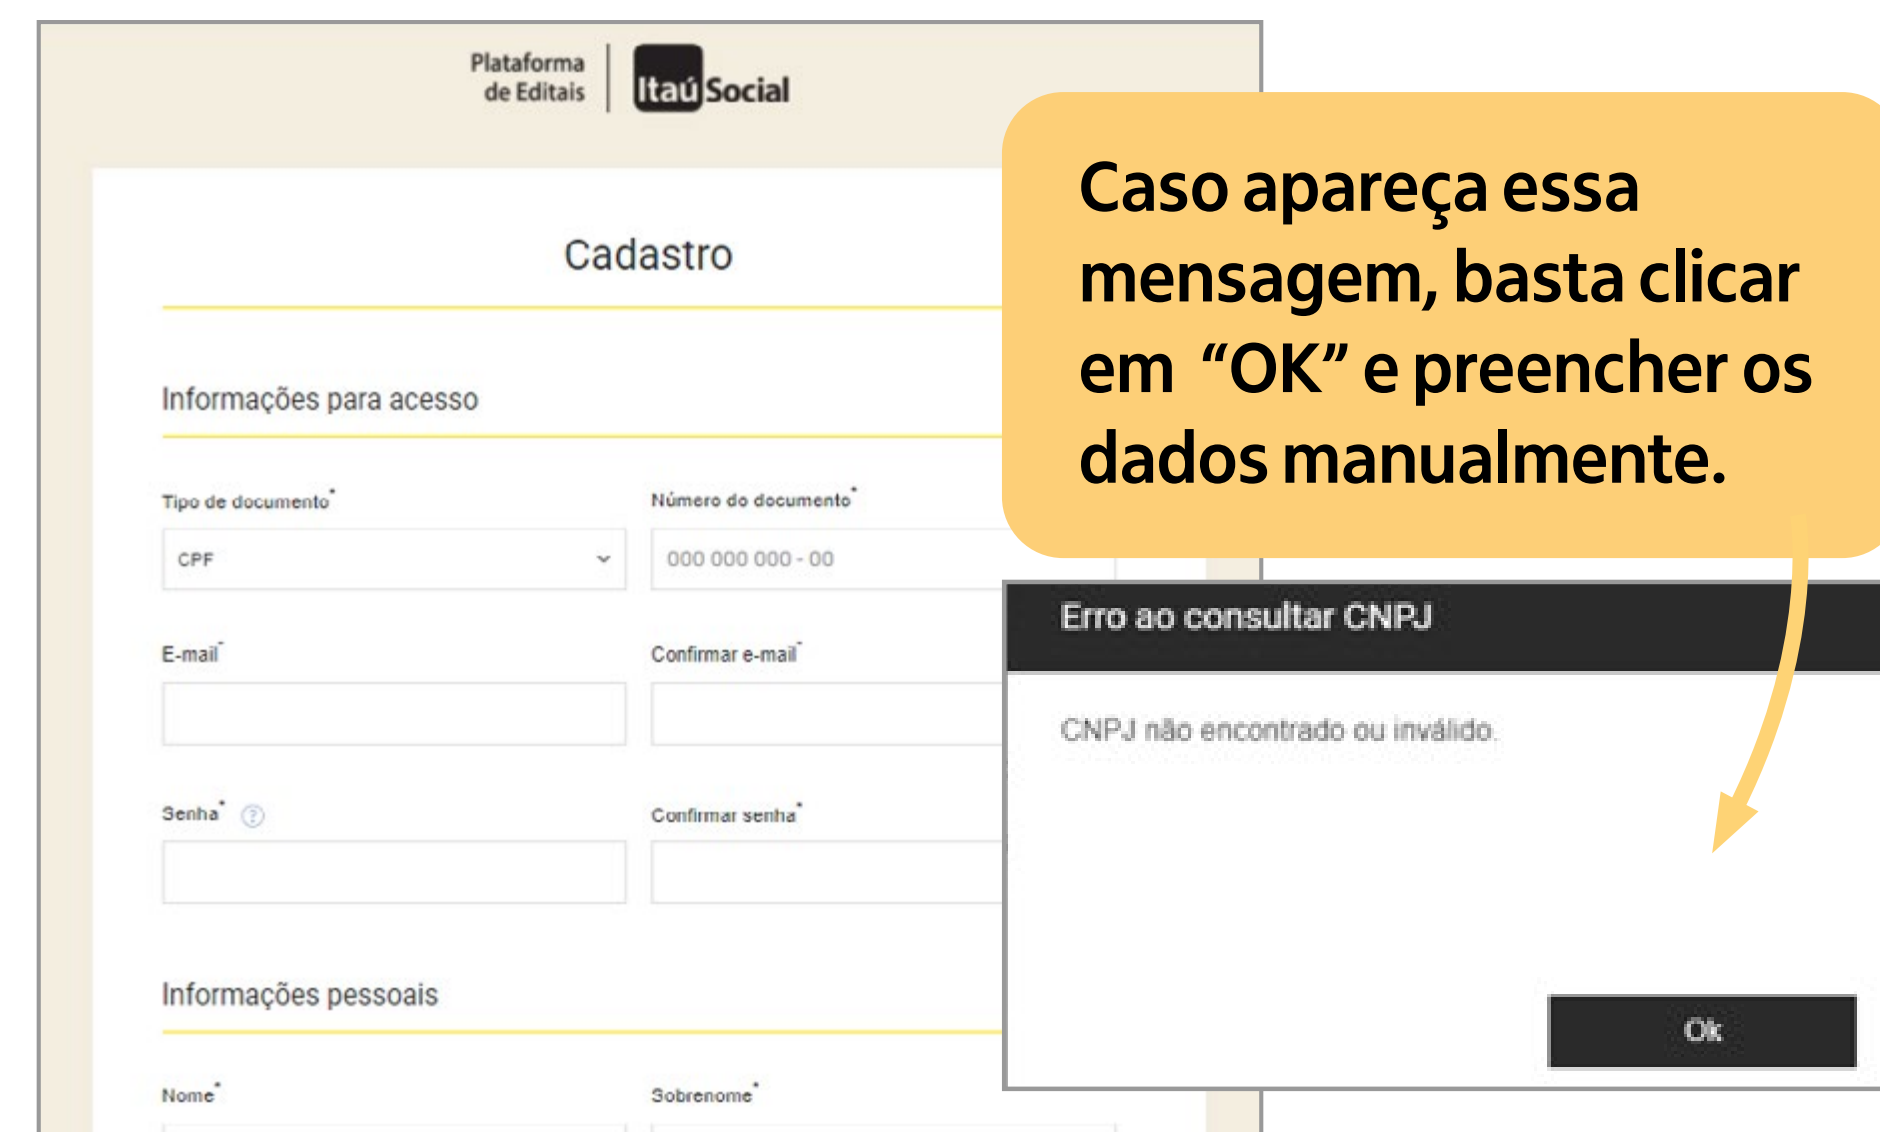 Plataforma
de Editais
Itaú Social
Cadastro
Informações para acesso
Tipo de documento*
Número do documento*
CPF
000 000 000 - 00
E-mail*
Confirmar e-mail*
Senha* ?
Confirmar senha*
Informações pessoais
Nome*
Sobrenome*
Caso apareça essa
mensagem, basta clicar
em “OK” e preencher os
dados manualmente.
Erro ao consultar CNPJ
CNPJ não encontrado ou inválido.
Ok